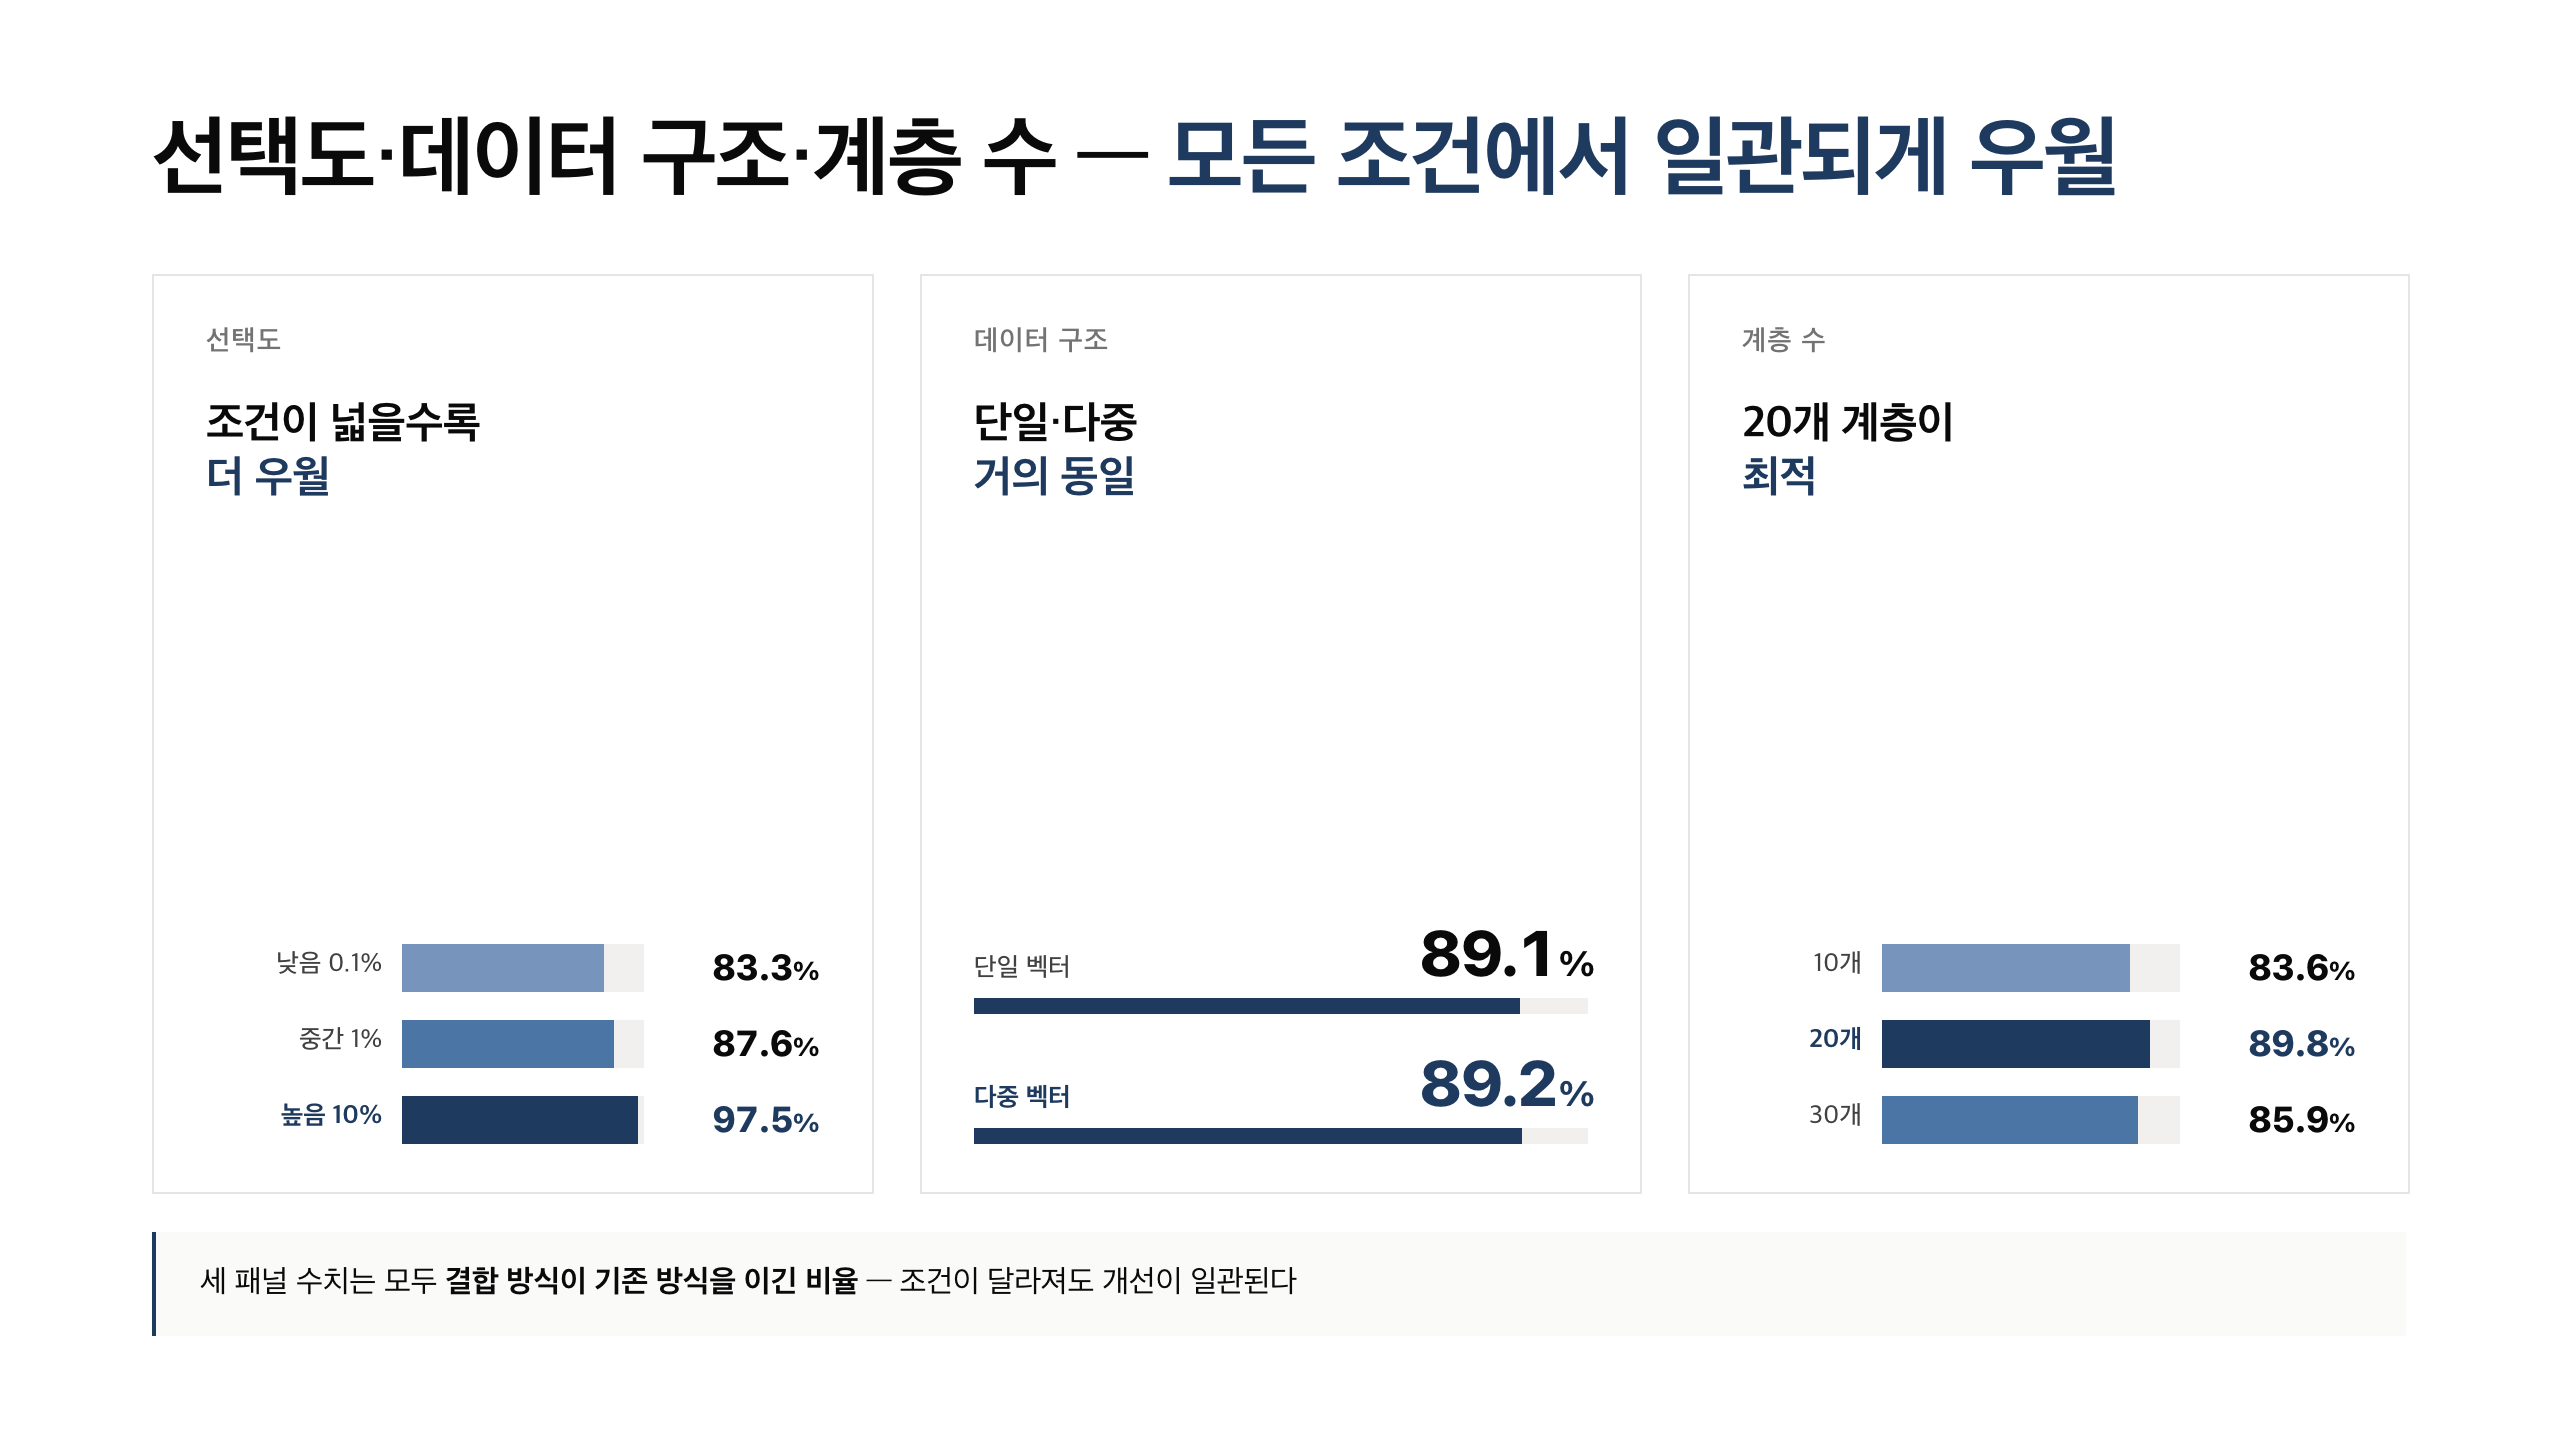 선택도·데이터 구조·계층 수 — 모든 조건에서 일관되게 우월
선택도
조건이 넓을수록
더 우월
낮음 0.1% 83.3%
중간 1% 87.6%
높음 10% 97.5%
데이터 구조
단일·다중
거의 동일
단일 벡터 89.1%
다중 벡터 89.2%
계층 수
20개 계층이
최적
10개 83.6%
20개 89.8%
30개 85.9%
세 패널 수치는 모두 결합 방식이 기존 방식을 이긴 비율 — 조건이 달라져도 개선이 일관된다